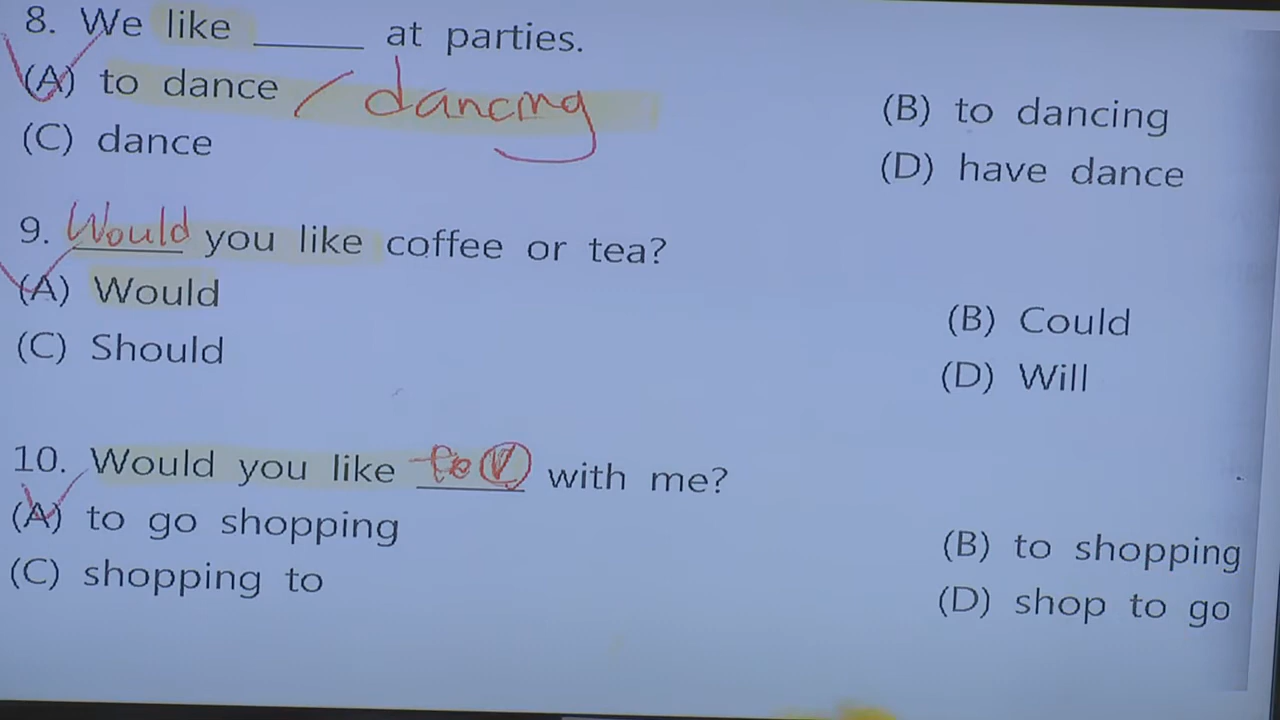 8. We like _____ at parties.
(A) to dance / dancing
(B) to dancing
(C) dance
(D) have dance
9. Would you like coffee or tea?
(A) Would
(B) Could
(C) Should
(D) Will
10. Would you like to V with me?
(A) to go shopping
(B) to shopping
(C) shopping to
(D) shop to go